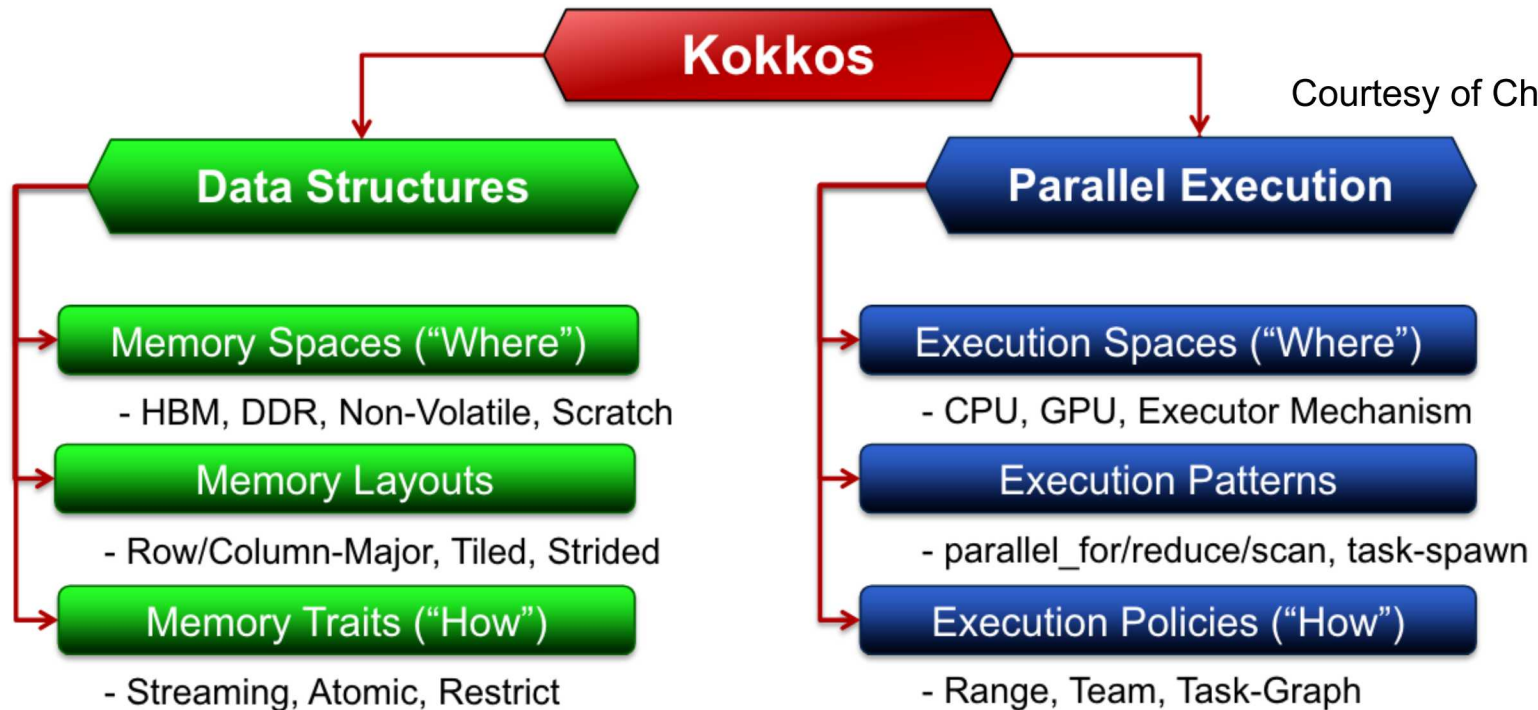 Kokkos
Courtesy of Ch
Data Structures
Memory Spaces (“Where”)
- HBM, DDR, Non-Volatile, Scratch
Memory Layouts
- Row/Column-Major, Tiled, Strided
Memory Traits (“How”)
- Streaming, Atomic, Restrict
Parallel Execution
Execution Spaces (“Where”)
- CPU, GPU, Executor Mechanism
Execution Patterns
- parallel_for/reduce/scan, task-spawn
Execution Policies (“How”)
- Range, Team, Task-Graph